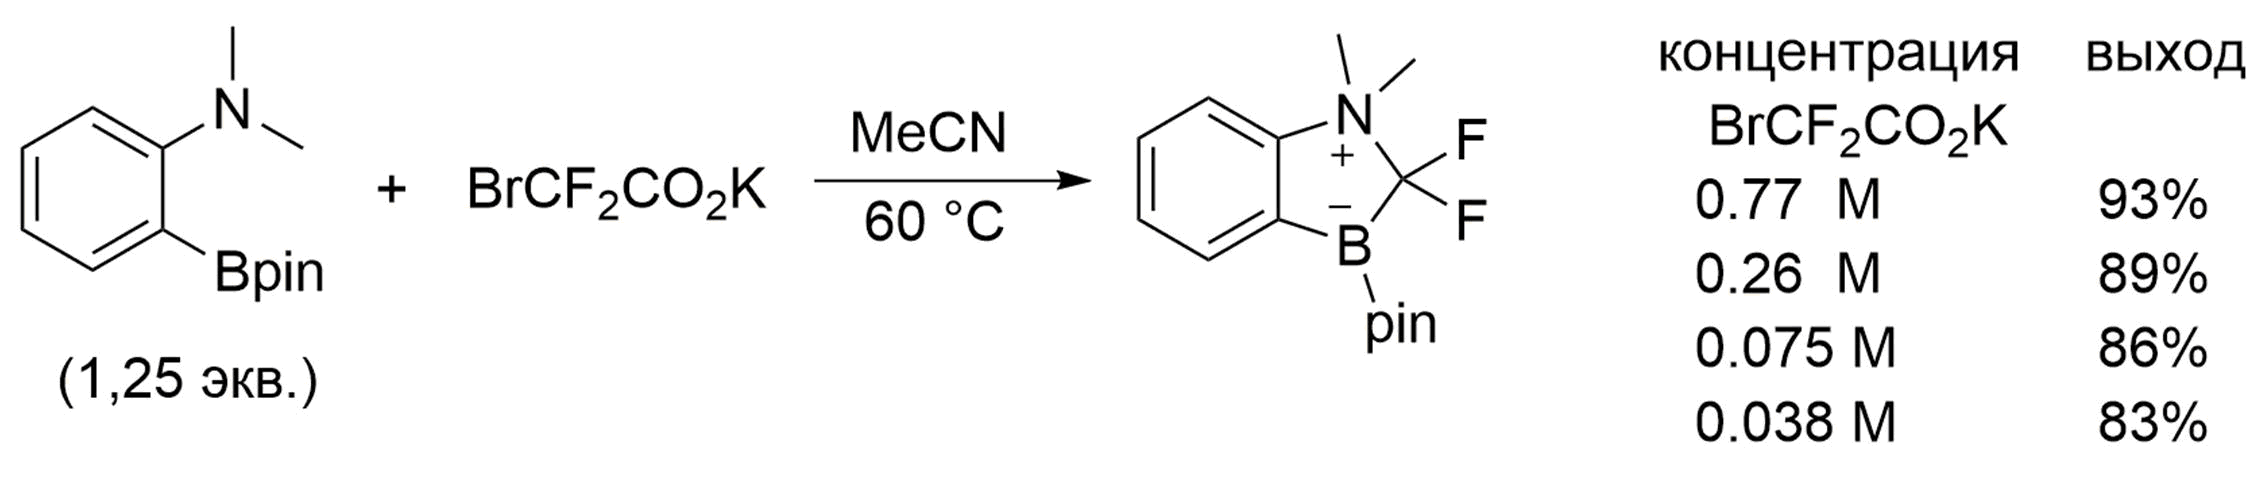 N
Bpin
(1,25 экв.)
+
BrCF₂CO₂K
MeCN
60 °C
N
+
F
F
−
B
pin
концентрация выход
BrCF₂CO₂K
0.77 M 93%
0.26 M 89%
0.075 M 86%
0.038 M 83%